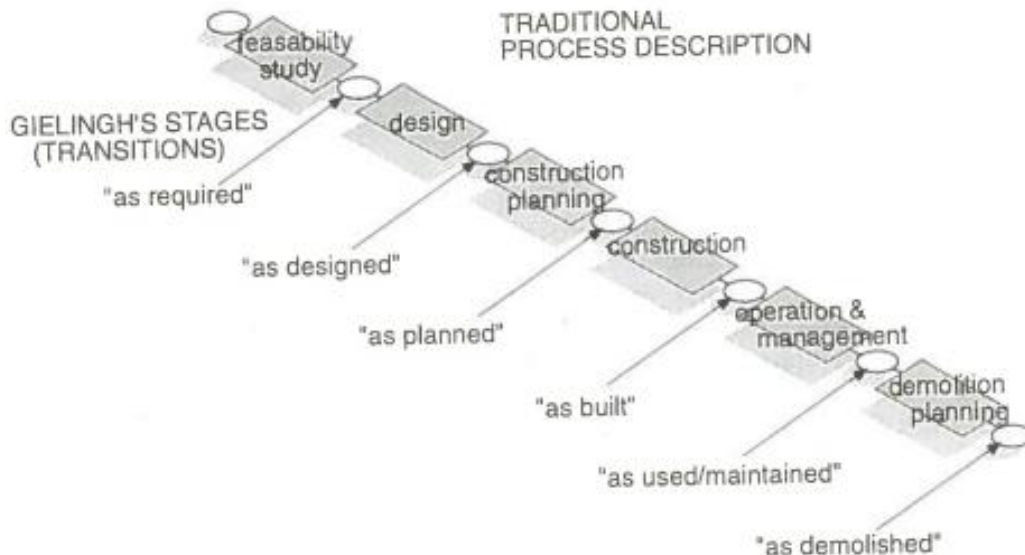 TRADITIONAL
PROCESS DESCRIPTION
feasability
study
GIELINGH'S STAGES
(TRANSITIONS)
design
"as required"
construction
planning
"as designed"
construction
"as planned"
operation &
management
"as built"
demolition
planning
"as used/maintained"
"as demolished"